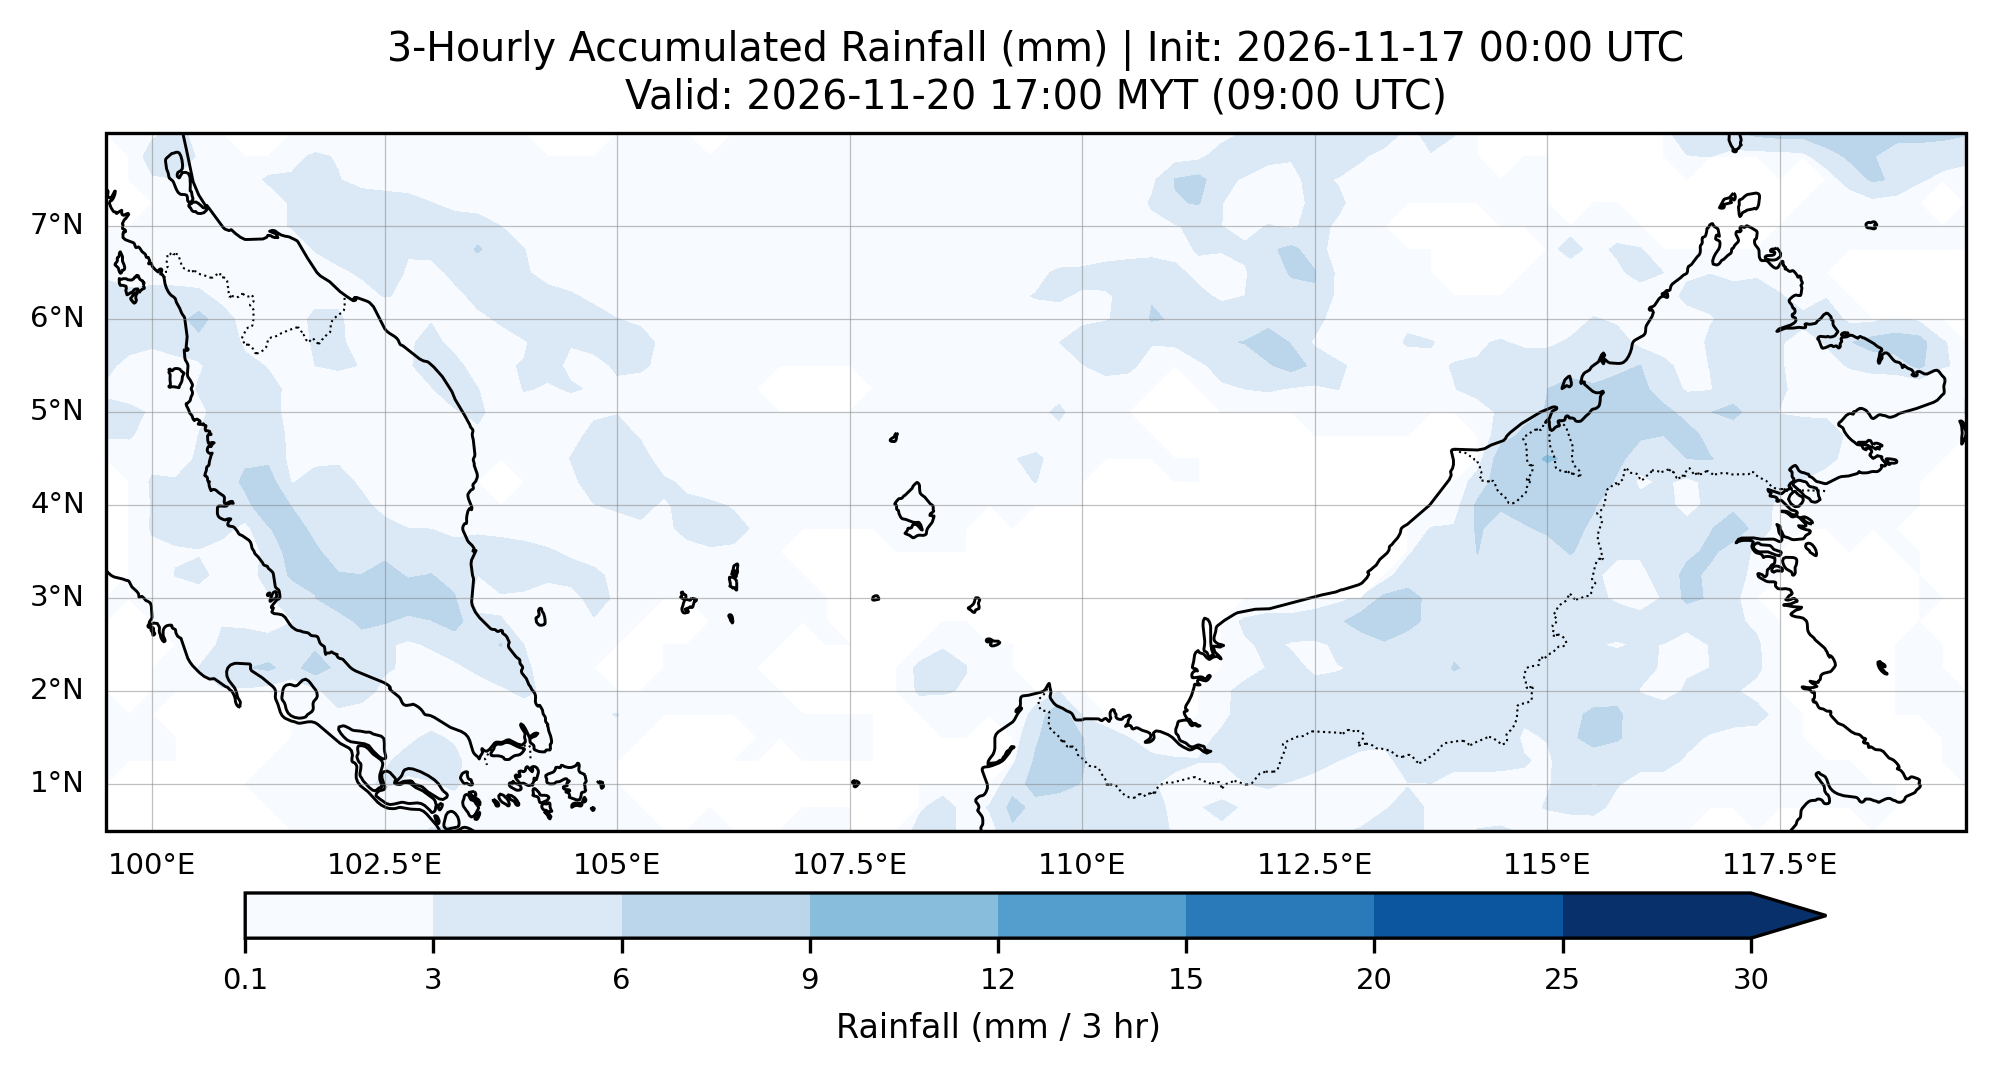 3-Hourly Accumulated Rainfall (mm) | Init: 2026-11-17 00:00 UTC
Valid: 2026-11-20 17:00 MYT (09:00 UTC)
7°N
6°N
5°N
4°N
3°N
2°N
1°N
100°E 102.5°E 105°E 107.5°E 110°E 112.5°E 115°E 117.5°E
0.1 3 6 9 12 15 20 25 30
Rainfall (mm / 3 hr)